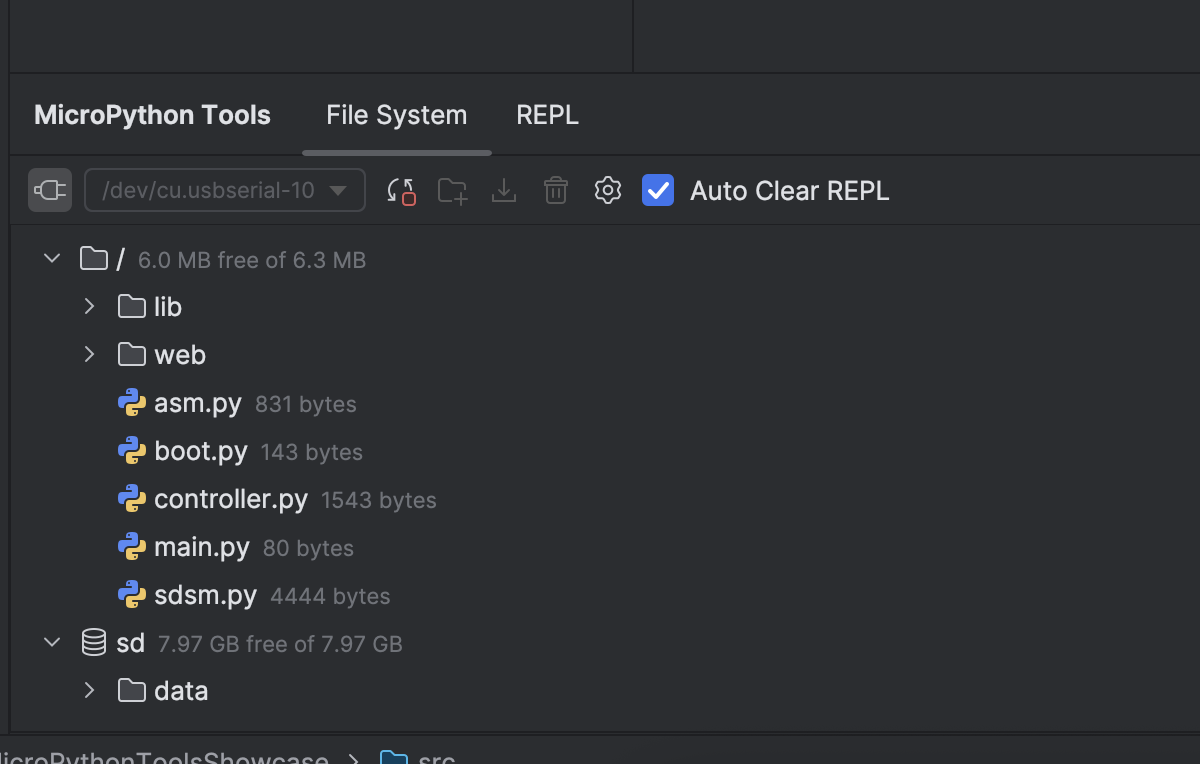 MicroPython Tools File System REPL
/dev/cu.usbserial-10 Auto Clear REPL
/ 6.0 MB free of 6.3 MB
lib
web
asm.py 831 bytes
boot.py 143 bytes
controller.py 1543 bytes
main.py 80 bytes
sdsm.py 4444 bytes
sd 7.97 GB free of 7.97 GB
data
icroPythonToolsShowcase > src